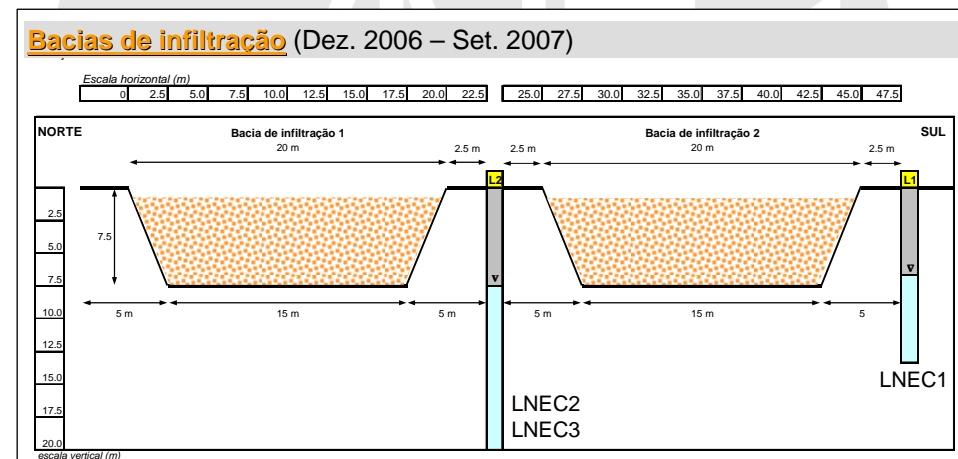 Bacias de infiltração (Dez. 2006 – Set. 2007)
Escala horizontal (m)
0 2.5 5.0 7.5 10.0 12.5 15.0 17.5 20.0 22.5 25.0 27.5 30.0 32.5 35.0 37.5 40.0 42.5 45.0 47.5
NORTE Bacia de infiltração 1 Bacia de infiltração 2 SUL
20 m 2.5 m 2.5 m 20 m 2.5 m
L2 L1
2.5
7.5
5.0
7.5
5 m 15 m 5 m 5 m 15 m 5
10.0
12.5
15.0
LNEC1
17.5
LNEC2
LNEC3
20.0
escala vertical (m)